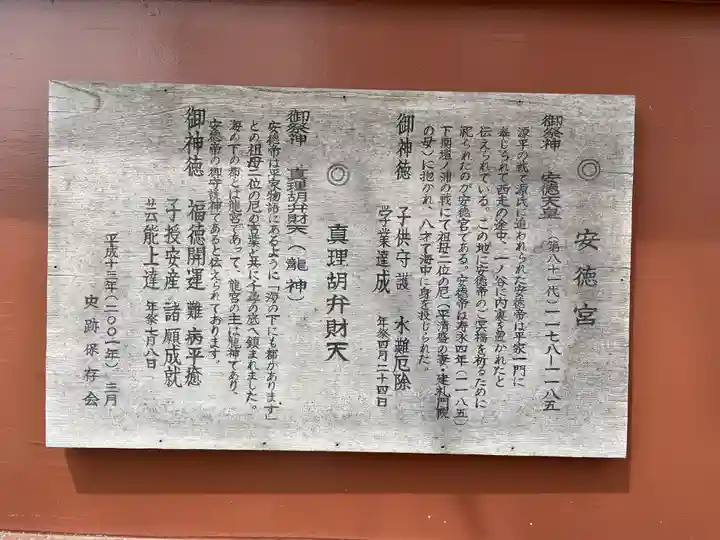 ◎ 安徳宮
御祭神 安徳天皇(第八十一代)一一七八ー一一八五
源平の戦で源氏に追われられた安徳帝は平家一門に
奉じられて西走の途中、一ノ谷に内裏を置かれたと
伝えられている。この地に安徳帝のご冥福を祈るために
祀られたのが安徳宮である。安徳帝は寿永四年(一一八五)
下関壇ノ浦の戦にて祖母二位の尼(平清盛の妻・建礼門院
の母)に抱かれ、八才で海中に身を投じられた。
御神徳 子供守護 水難厄除
学業達成 年祭四月二十四日
◎ 真理胡弁財天
御祭神 真理胡弁財天(龍神)
安徳帝は平家物語にあるように「海の下にも都があります」
との祖母二位の尼の言葉と共に千尋の底へ鎮まれました。
海の下の都とは龍宮であって、龍宮の主は龍神であり、
安徳帝の御守護神であると伝えられております。
御神徳 福徳開運 難病平癒
子授安産 諸願成就
芸能上達 年祭七月八日
平成十三年(二〇〇一年)三月
史跡保存会